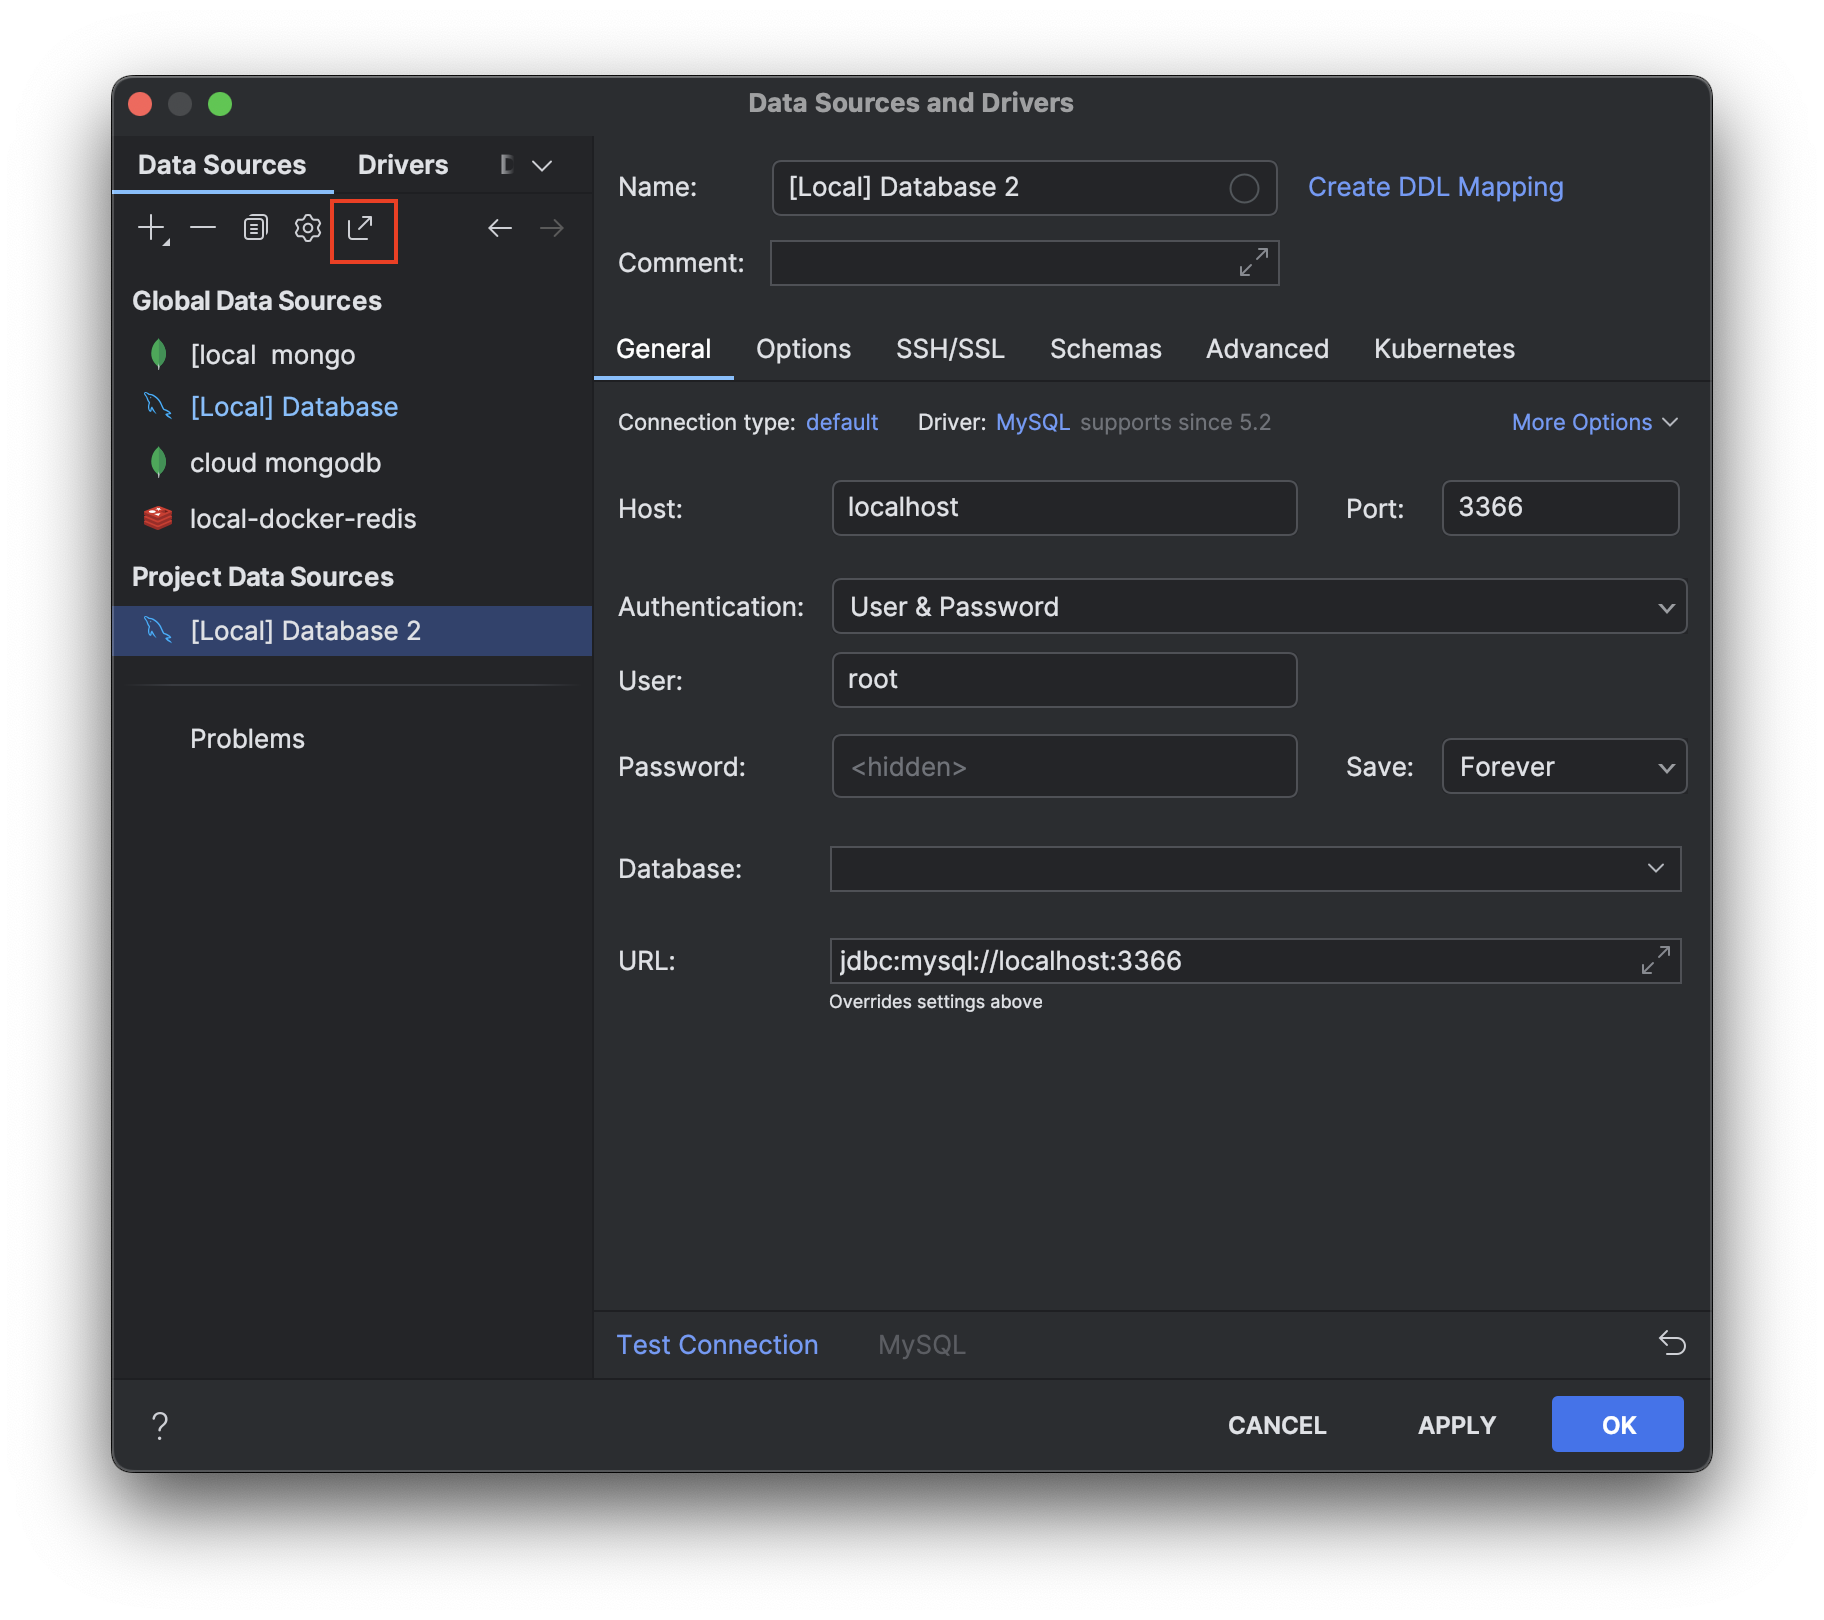 Data Sources and Drivers
Data Sources Drivers
Global Data Sources
[local mongo
[Local] Database
cloud mongodb
local-docker-redis
Project Data Sources
[Local] Database 2
Problems
Name: [Local] Database 2 Create DDL Mapping
Comment:
General Options SSH/SSL Schemas Advanced Kubernetes
Connection type: default Driver: MySQL supports since 5.2 More Options
Host: localhost Port: 3366
Authentication: User & Password
User: root
Password: <hidden> Save: Forever
Database:
URL: jdbc:mysql://localhost:3366
Overrides settings above
Test Connection MySQL
? CANCEL APPLY OK